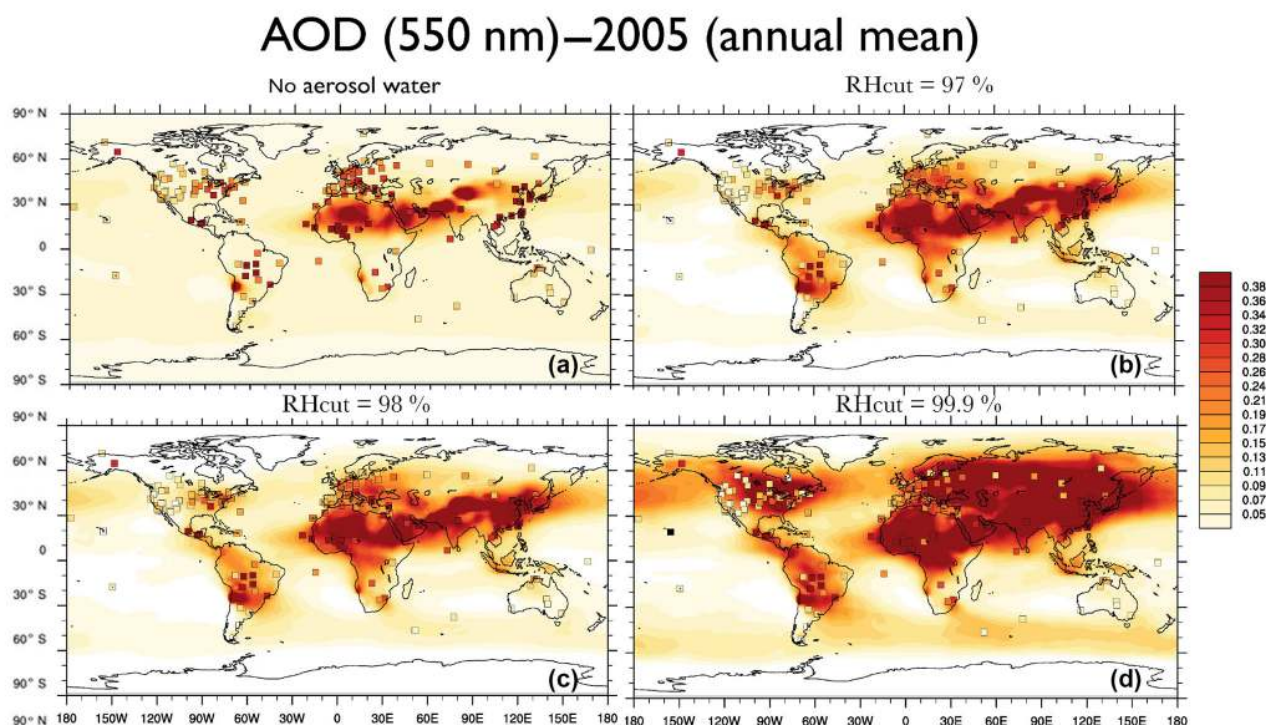 AOD (550 nm)–2005 (annual mean)
No aerosol water
RHcut = 97 %
90° N
60° N
30° N
0
30° S
60° S
90° S
(a)
(b)
0.38
0.36
0.34
0.32
0.30
0.28
0.26
0.24
0.21
0.19
0.17
0.15
0.13
0.11
0.09
0.07
0.05
RHcut = 98 %
RHcut = 99.9 %
90° N
60° N
30 N
0
30 S
60 S
90 S
(c)
(d)
90° N
180 150W 120W 90W 60W 30W 0 30E 60E 90E 120E 150E 180
180 150W 120W 90W 60W 30W 0 30E 60E 90E 120E 150E 180